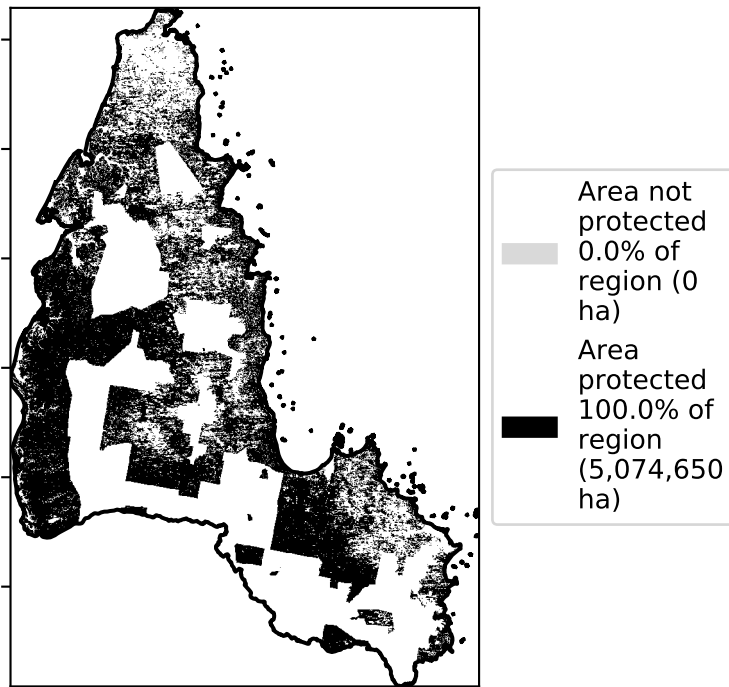 Area not
protected
0.0% of
region (0
ha)
Area
protected
100.0% of
region
(5,074,650
ha)